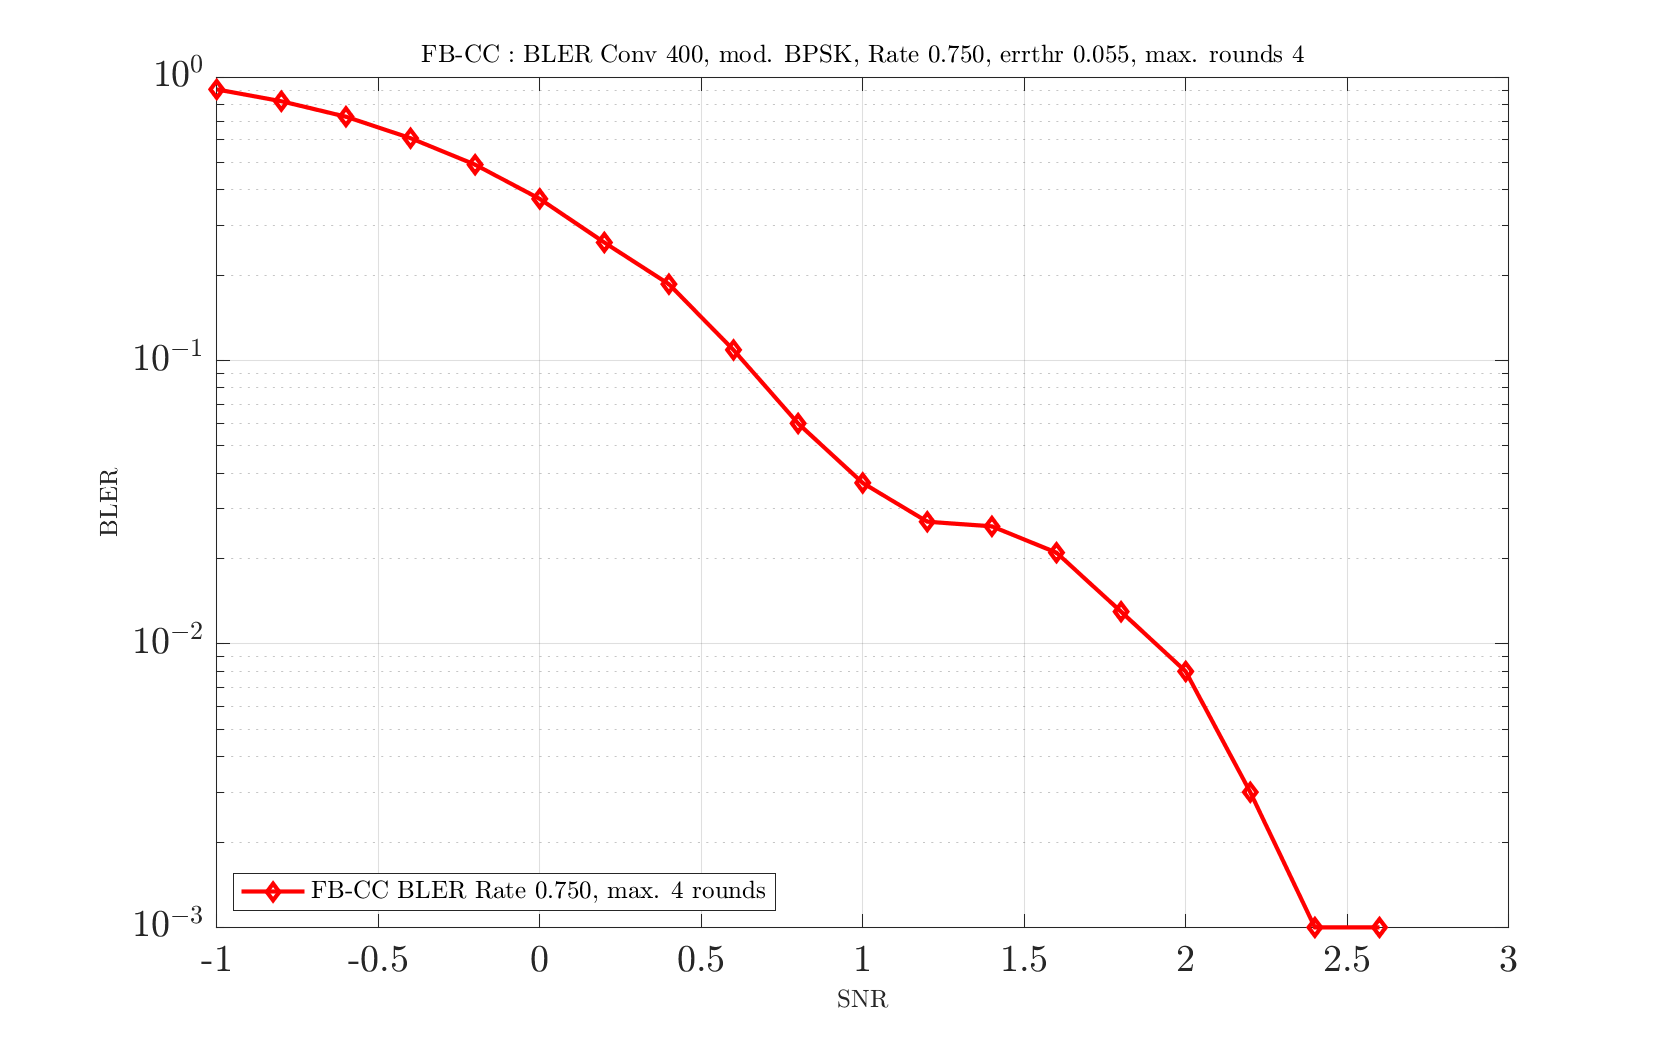 FB-CC : BLER Conv 400, mod. BPSK, Rate 0.750, errthr 0.055, max. rounds 4
10⁰
10⁻¹
10⁻²
10⁻³
BLER
FB-CC BLER Rate 0.750, max. 4 rounds
-1 -0.5 0 0.5 1 1.5 2 2.5 3
SNR